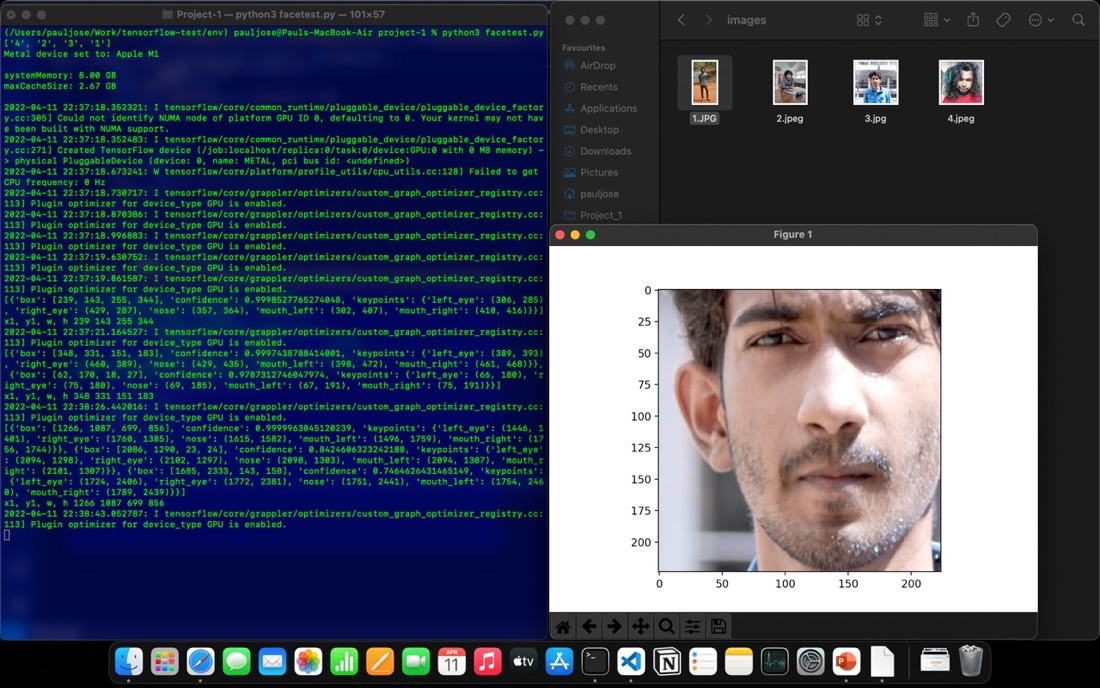 Project-1 — python3 facetest.py — 101×57
(/Users/pauljose/Work/tensorflow-test/env) pauljose@Pauls-MacBook-Air project-1 % python3 facetest.py
['4', '2', '3', '1']
Metal device set to: Apple M1
systemMemory: 8.00 GB
maxCacheSize: 2.67 GB
2022-04-11 22:37:18.352321: I tensorflow/core/common_runtime/pluggable_device/pluggable_device_factor
y.cc:305] Could not identify NUMA node of platform GPU ID 0, defaulting to 0. Your kernel may not hav
e been built with NUMA support.
2022-04-11 22:37:18.352483: I tensorflow/core/common_runtime/pluggable_device/pluggable_device_factor
y.cc:271] Created TensorFlow device (/job:localhost/replica:0/task:0/device:GPU:0 with 0 MB memory) -
> physical PluggableDevice (device: 0, name: METAL, pci bus id: <undefined>)
2022-04-11 22:37:18.673241: W tensorflow/core/platform/profile_utils/cpu_utils.cc:128] Failed to get
CPU frequency: 0 Hz
2022-04-11 22:37:18.730717: I tensorflow/core/grappler/optimizers/custom_graph_optimizer_registry.cc:
113] Plugin optimizer for device_type GPU is enabled.
2022-04-11 22:37:18.870386: I tensorflow/core/grappler/optimizers/custom_graph_optimizer_registry.cc:
113] Plugin optimizer for device_type GPU is enabled.
2022-04-11 22:37:18.996883: I tensorflow/core/grappler/optimizers/custom_graph_optimizer_registry.cc:
113] Plugin optimizer for device_type GPU is enabled.
2022-04-11 22:37:19.630752: I tensorflow/core/grappler/optimizers/custom_graph_optimizer_registry.cc:
113] Plugin optimizer for device_type GPU is enabled.
2022-04-11 22:37:19.861587: I tensorflow/core/grappler/optimizers/custom_graph_optimizer_registry.cc:
113] Plugin optimizer for device_type GPU is enabled.
[{'box': [239, 143, 255, 344], 'confidence': 0.9998527765274048, 'keypoints': {'left_eye': (306, 285)
, 'right_eye': (429, 287), 'nose': (357, 364), 'mouth_left': (302, 407), 'mouth_right': (410, 416)}}]
x1, y1, w, h 239 143 255 344
2022-04-11 22:37:21.164527: I tensorflow/core/grappler/optimizers/custom_graph_optimizer_registry.cc:
113] Plugin optimizer for device_type GPU is enabled.
[{'box': [348, 331, 151, 183], 'confidence': 0.9997438788414001, 'keypoints': {'left_eye': (389, 393)
, 'right_eye': (460, 389), 'nose': (429, 435), 'mouth_left': (398, 472), 'mouth_right': (461, 468)}},
{'box': [62, 170, 18, 27], 'confidence': 0.9787312746047974, 'keypoints': {'left_eye': (66, 180), 'r
ight_eye': (75, 180), 'nose': (69, 185), 'mouth_left': (67, 191), 'mouth_right': (75, 191)}}]
x1, y1, w, h 348 331 151 183
2022-04-11 22:38:26.442016: I tensorflow/core/grappler/optimizers/custom_graph_optimizer_registry.cc:
113] Plugin optimizer for device_type GPU is enabled.
[{'box': [1266, 1087, 699, 856], 'confidence': 0.9999963045120239, 'keypoints': {'left_eye': (1446, 1
401), 'right_eye': (1760, 1385), 'nose': (1615, 1582), 'mouth_left': (1496, 1759), 'mouth_right': (17
56, 1744)}}, {'box': [2086, 1290, 23, 24], 'confidence': 0.8424606323242188, 'keypoints': {'left_eye'
: (2094, 1298), 'right_eye': (2102, 1297), 'nose': (2098, 1303), 'mouth_left': (2094, 1307), 'mouth_r
ight': (2101, 1307)}}, {'box': [1685, 2333, 143, 150], 'confidence': 0.7464626431465149, 'keypoints':
{'left_eye': (1724, 2406), 'right_eye': (1772, 2381), 'nose': (1751, 2441), 'mouth_left': (1754, 246
0), 'mouth_right': (1789, 2439)}}]
x1, y1, w, h 1266 1087 699 856
2022-04-11 22:38:43.052787: I tensorflow/core/grappler/optimizers/custom_graph_optimizer_registry.cc:
113] Plugin optimizer for device_type GPU is enabled.
images
Favourites
AirDrop
Recents
Applications
Desktop
Downloads
Pictures
pauljose
Project_1
1.JPG
2.jpeg
3.jpg
4.jpeg
Figure 1
0
25
50
75
100
125
150
175
200
0
50
100
150
200
APR
11
tv